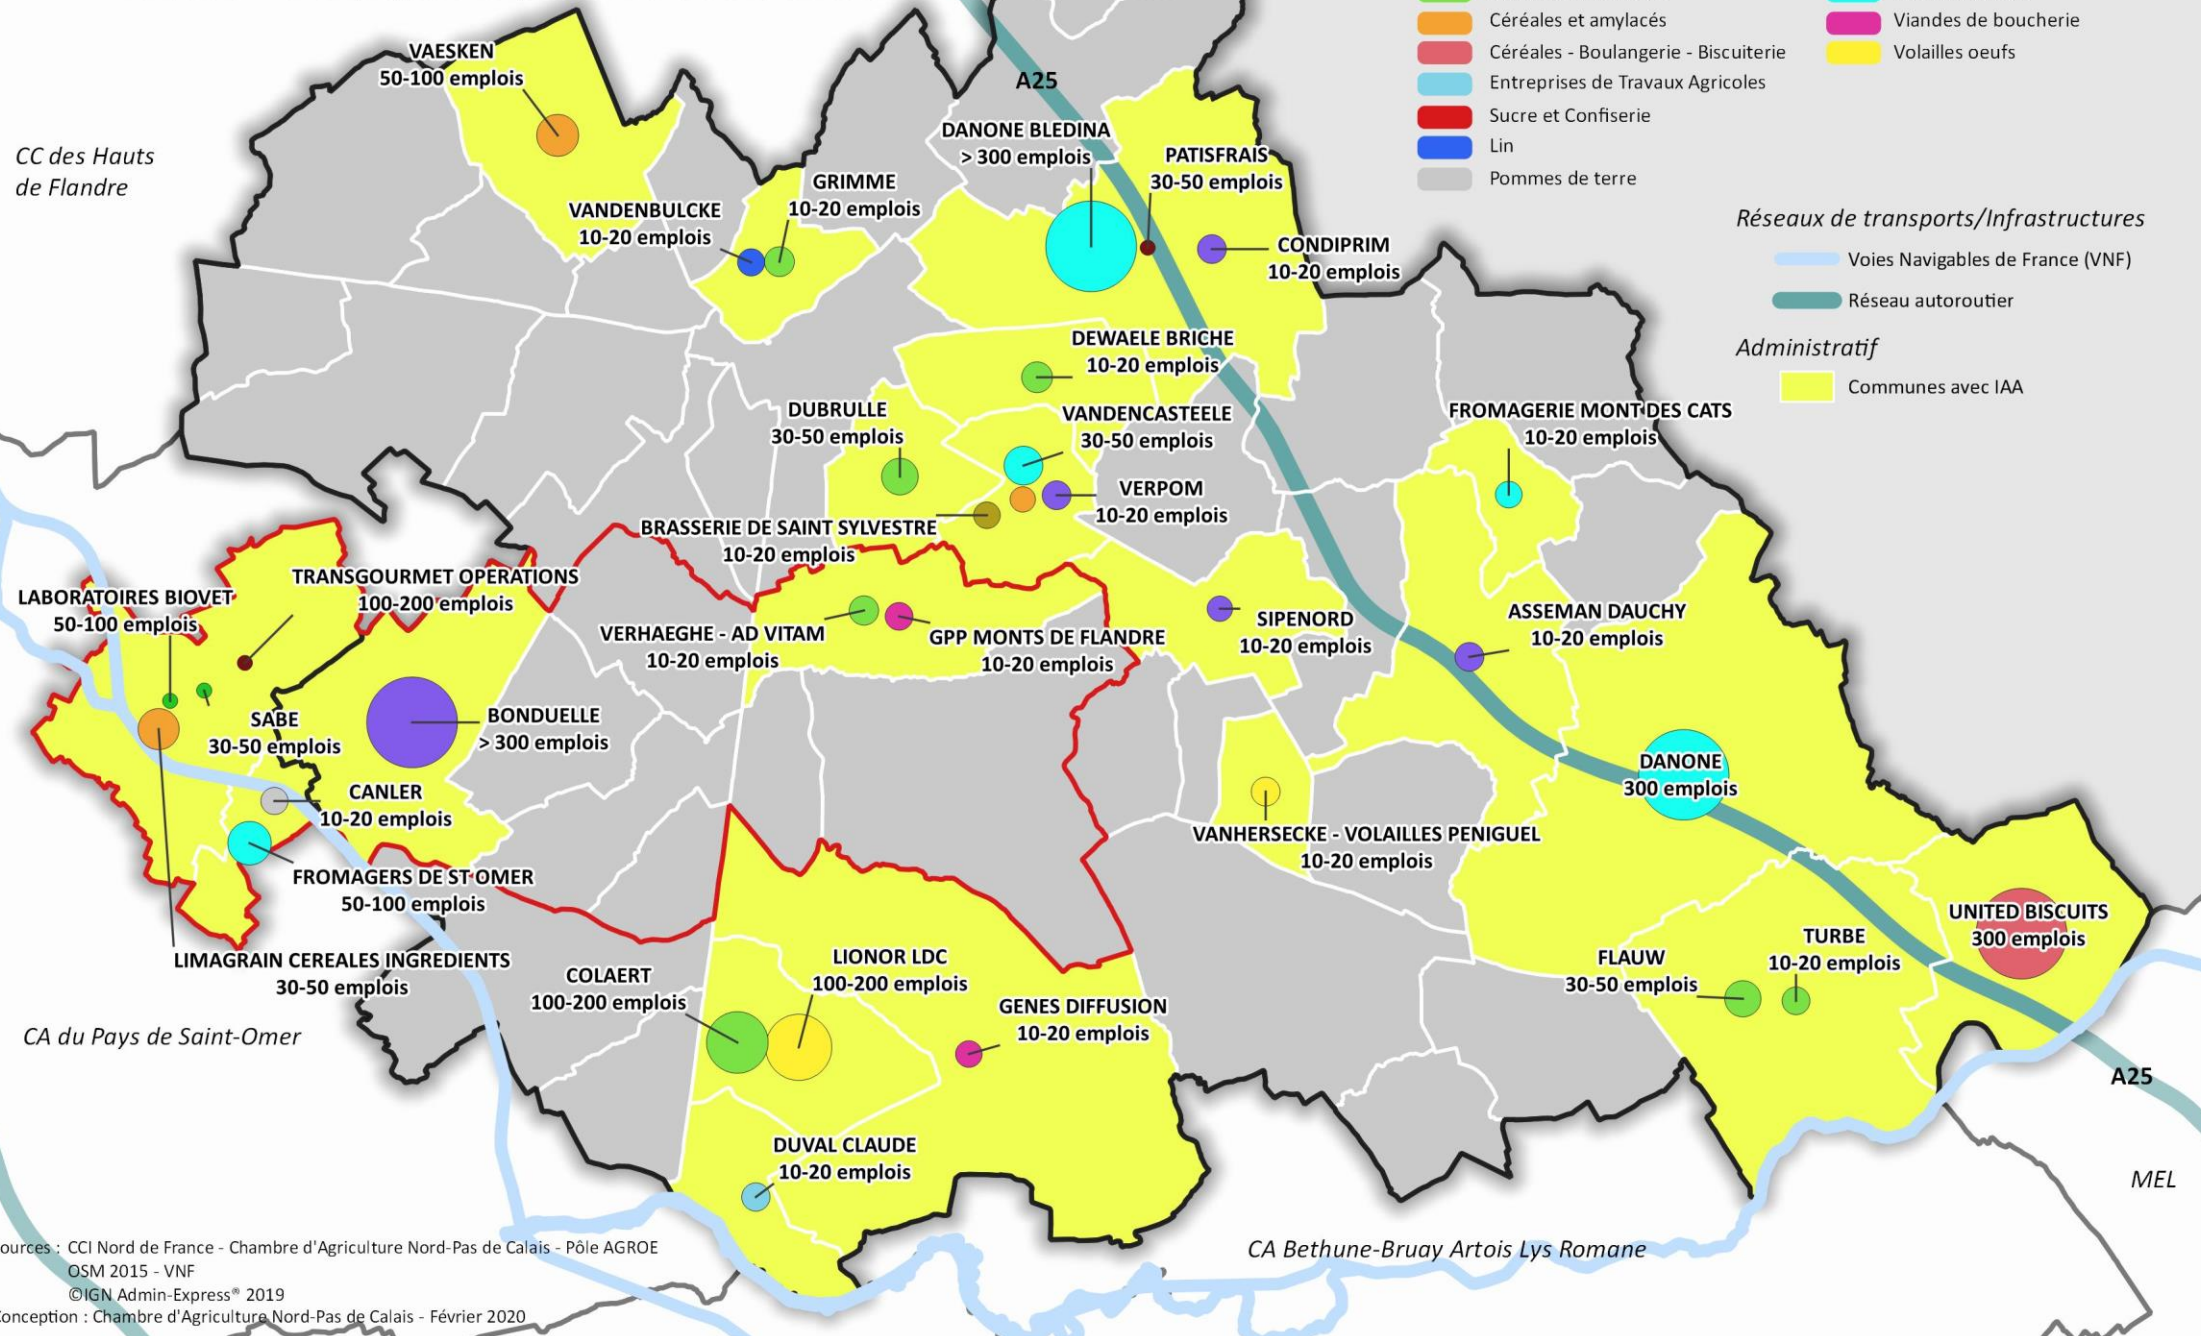 VAESKEN
50-100 emplois
A25
CC des Hauts
de Flandre
DANONE BLEDINA
> 300 emplois
PATISFRAIS
30-50 emplois
GRIMME
10-20 emplois
VANDENBULCKE
10-20 emplois
CONDIPRIM
10-20 emplois
DEWAELE BRICHE
10-20 emplois
DUBRULLE
30-50 emplois
VANDENCASTEELE
30-50 emplois
FROMAGERIE MONT DES CATS
10-20 emplois
VERPOM
10-20 emplois
BRASSERIE DE SAINT SYLVESTRE
10-20 emplois
TRANSGOURMET OPERATIONS
100-200 emplois
LABORATOIRES BIOVET
50-100 emplois
VERHAEGHE - AD VITAM
10-20 emplois
GPP MONTS DE FLANDRE
10-20 emplois
SIPENORD
10-20 emplois
ASSEMAN DAUCHY
10-20 emplois
SABE
30-50 emplois
BONDUELLE
> 300 emplois
CANLER
10-20 emplois
DANONE
300 emplois
VANHERSECKE - VOLAILLES PENIGUEL
10-20 emplois
FROMAGERS DE ST OMER
50-100 emplois
LIMAGRAIN CEREALES INGREDIENTS
30-50 emplois
COLAERT
100-200 emplois
LIONOR LDC
100-200 emplois
GENES DIFFUSION
10-20 emplois
FLAUW
30-50 emplois
TURBE
10-20 emplois
UNITED BISCUITS
300 emplois
CA du Pays de Saint-Omer
DUVAL CLAUDE
10-20 emplois
A25
MEL
CA Bethune-Bruay Artois Lys Romane
Céréales et amylacés
Céréales - Boulangerie - Biscuiterie
Entreprises de Travaux Agricoles
Sucre et Confiserie
Lin
Pommes de terre
Viandes de boucherie
Volailles oeufs
Réseaux de transports/Infrastructures
Voies Navigables de France (VNF)
Réseau autoroutier
Administratif
Communes avec IAA
ources : CCI Nord de France - Chambre d'Agriculture Nord-Pas de Calais - Pôle AGROE
OSM 2015 - VNF
©IGN Admin-Express® 2019
onception : Chambre d'Agriculture Nord-Pas de Calais - Février 2020